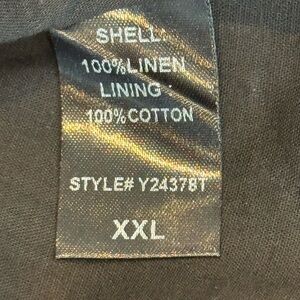 SHELL:
100%LINEN
LINING :
100%COTTON
STYLE# Y24378T
XXL